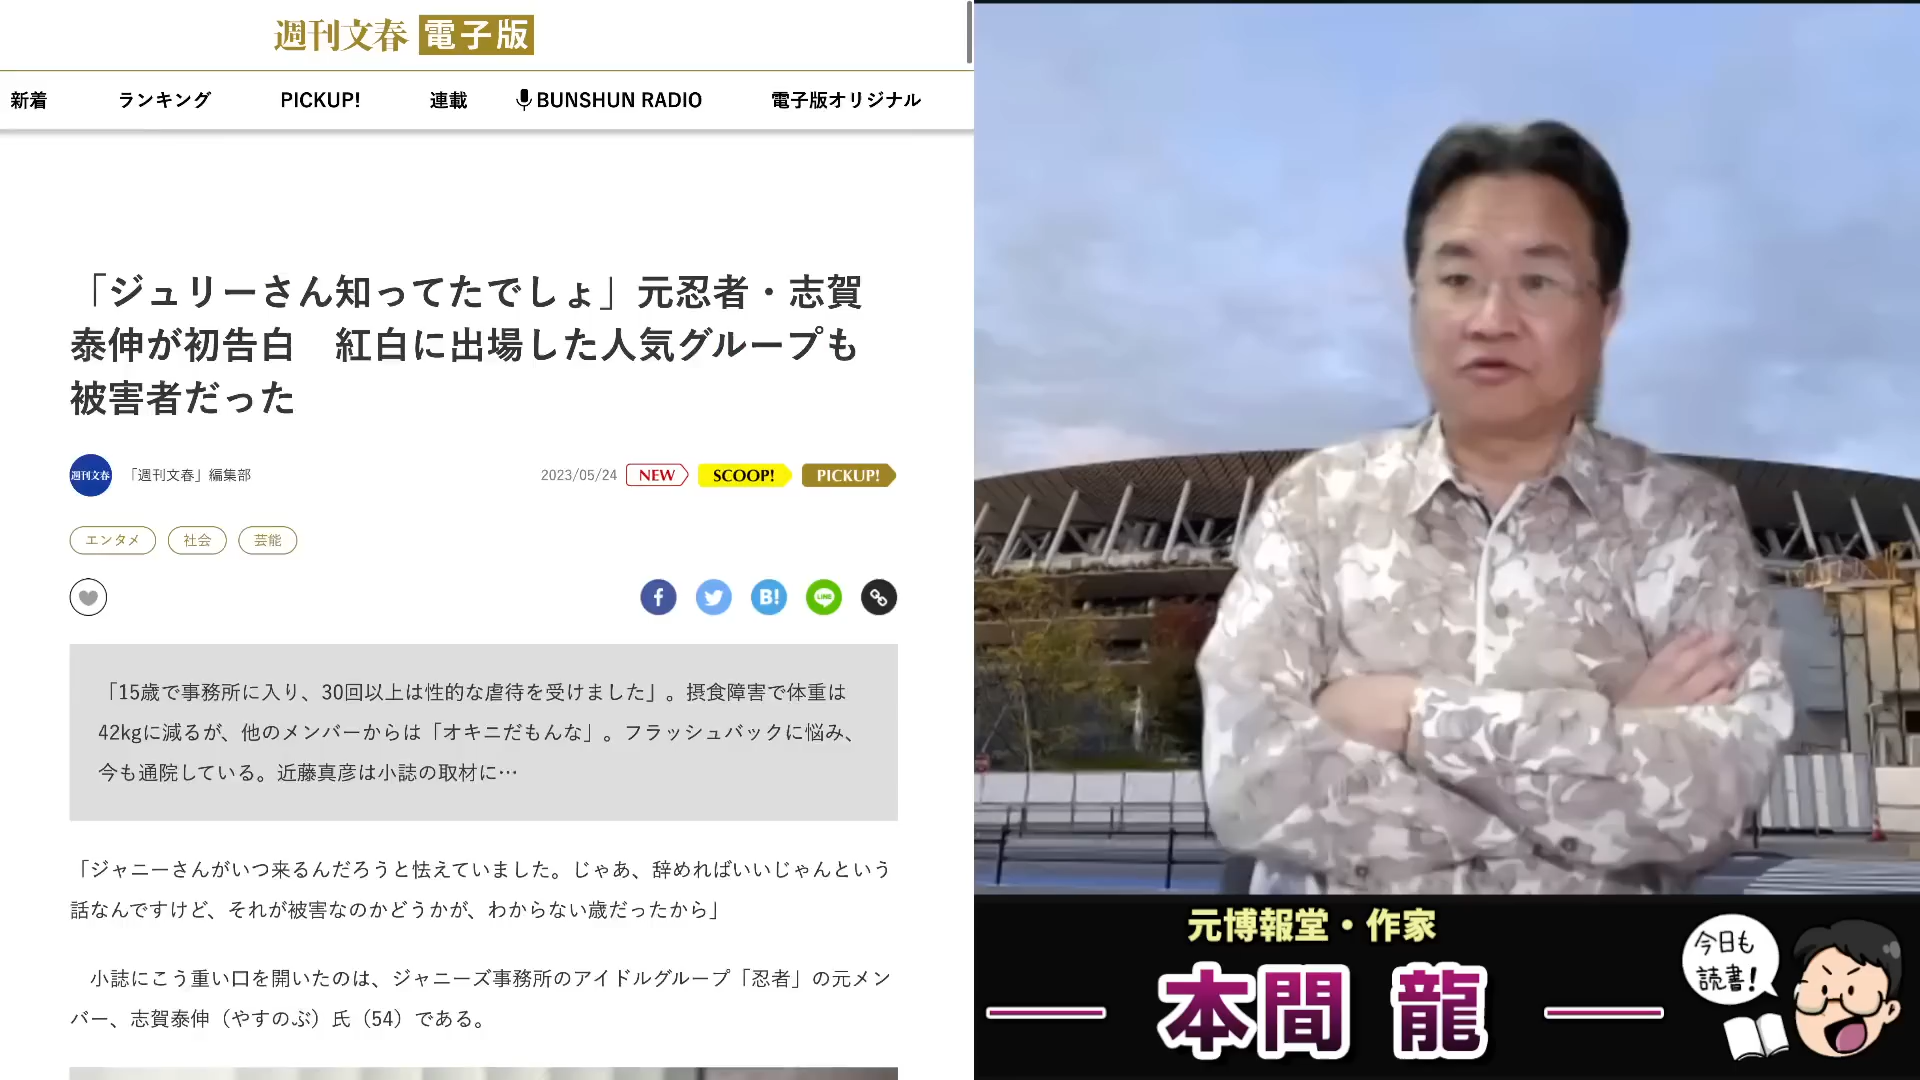 週刊文春 電子版
新着 ランキング PICKUP! 連載 BUNSHUN RADIO 電子版オリジナル
「ジュリーさん知ってたでしょ」元忍者・志賀
泰伸が初告白　紅白に出場した人気グループも
被害者だった
週刊文春 「週刊文春」編集部 2023/05/24 NEW SCOOP! PICKUP!
エンタメ 社会 芸能
B! LINE
「15歳で事務所に入り、30回以上は性的な虐待を受けました」。摂食障害で体重は
42kgに減るが、他のメンバーからは「オキニだもんな」。フラッシュバックに悩み、
今も通院している。近藤真彦は小誌の取材に…
「ジャニーさんがいつ来るんだろうと怯えていました。じゃあ、辞めればいいじゃんという
話なんですけど、それが被害なのかどうかが、わからない歳だったから」
小誌にこう重い口を開いたのは、ジャニーズ事務所のアイドルグループ「忍者」の元メン
バー、志賀泰伸（やすのぶ）氏（54）である。
元博報堂・作家
本間 龍
今日も
読書!